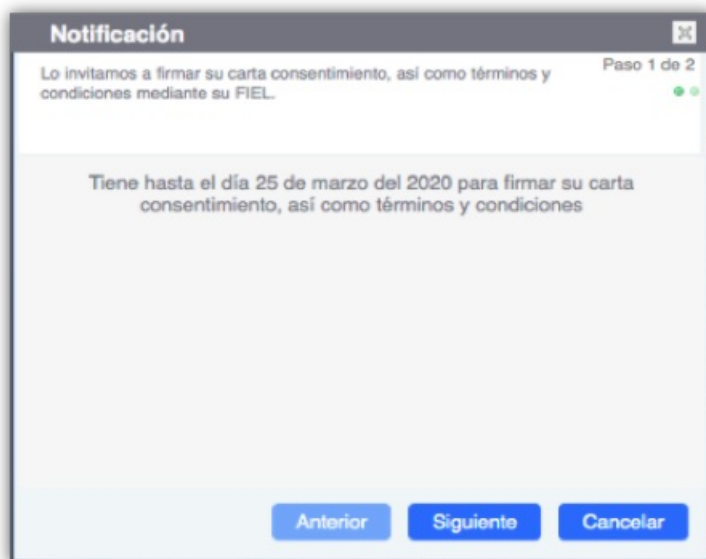 Notificación
Paso 1 de 2
Lo invitamos a firmar su carta consentimiento, así como términos y
condiciones mediante su FIEL.
Tiene hasta el día 25 de marzo del 2020 para firmar su carta
consentimiento, así como términos y condiciones
Anterior
Siguiente
Cancelar